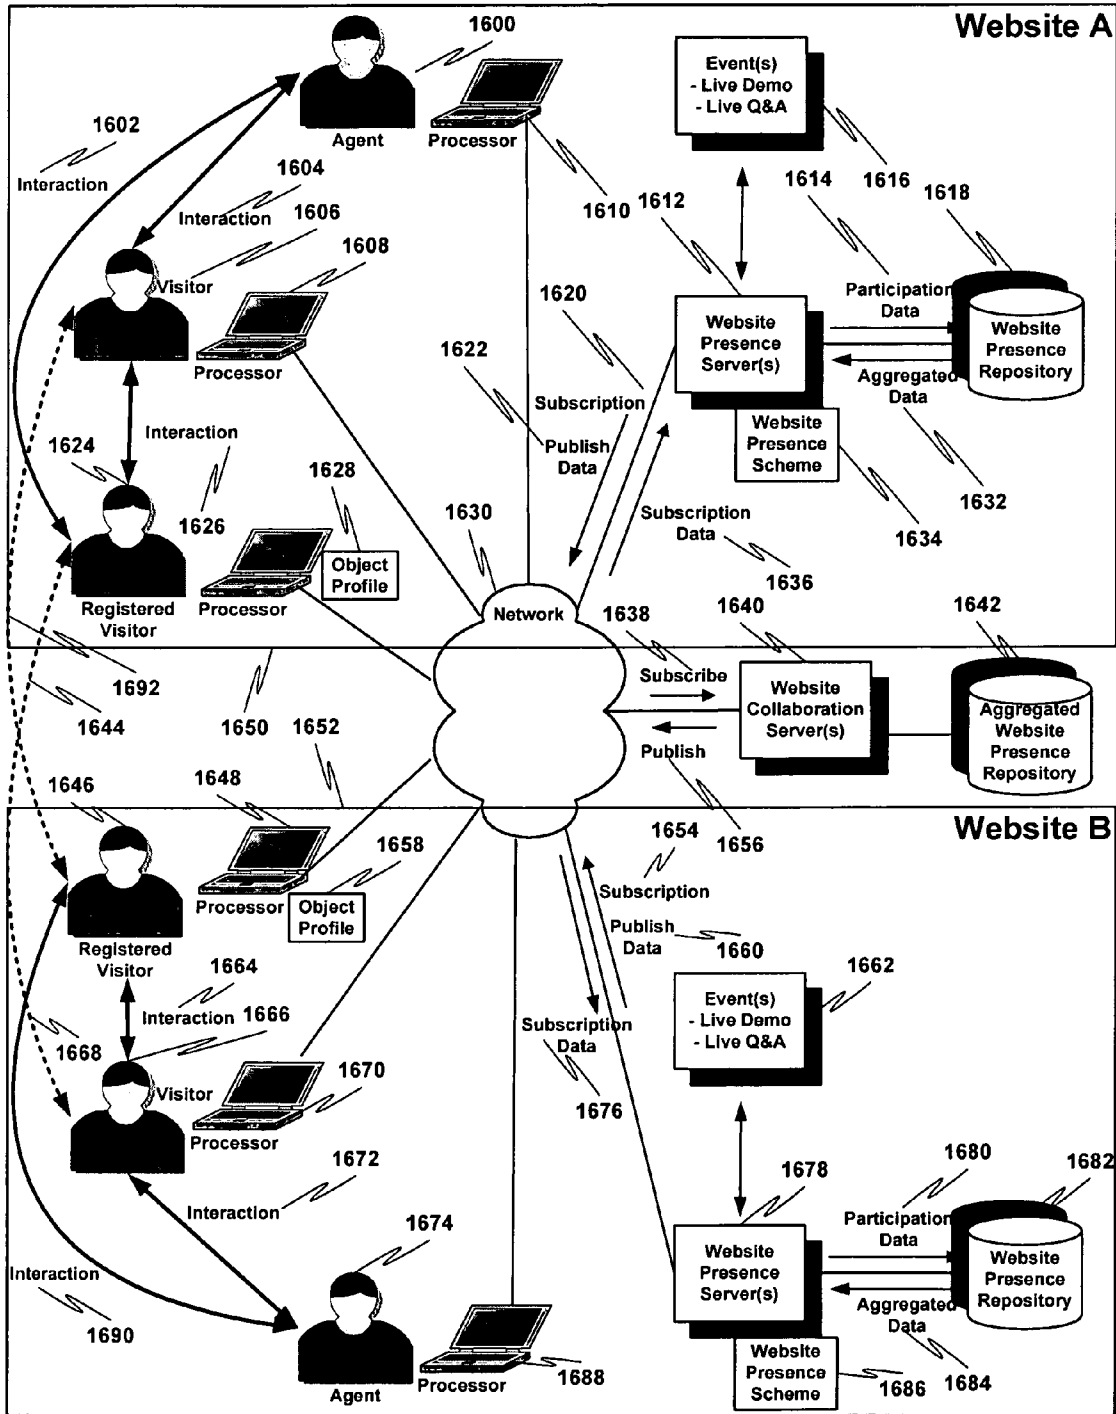 Website A
1600
Agent
Processor
Event(s)
- Live Demo
- Live Q&A
1602
Interaction
1604
Interaction
1606
1608
Visitor
Processor
1610
1612
1614
1616
1618
Participation
Data
Website
Presence
Server(s)
Website
Presence
Repository
Aggregated
Data
1620
1622
Subscription
Publish
Data
Website
Presence
Scheme
1624
Interaction
1626
1628
1630
Subscription
Data
1632
1634
1636
Object
Profile
Registered
Visitor
Processor
Network
1638
1640
1642
Subscribe
Website
Collaboration
Server(s)
Publish
Aggregated
Website
Presence
Repository
1692
1644
1650
1652
1646
1648
1654
1656
Website B
1658
Processor
Object
Profile
Registered
Visitor
Subscription
Publish
Data
1660
1662
1664
Interaction
1666
1668
Event(s)
- Live Demo
- Live Q&A
Subscription
Data
1676
Visitor
1670
Processor
1672
Interaction
1674
1678
1680
1682
Participation
Data
Website
Presence
Server(s)
Website
Presence
Repository
Aggregated
Data
Interaction
1690
Agent
Processor
1688
Website
Presence
Scheme
1686
1684